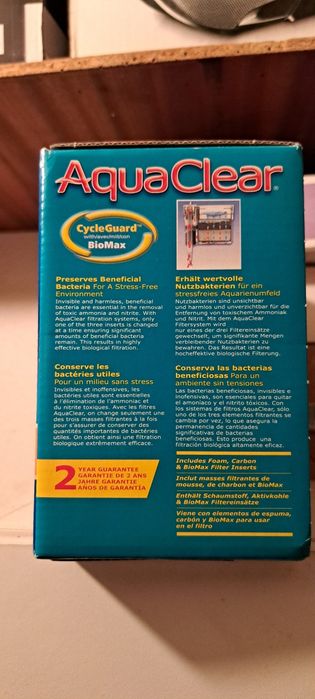 AquaClear®
CycleGuard™
with/avec/mit/con
BioMax
Preserves Beneficial
Bacteria For A Stress-Free
Environment
Invisible and harmless, beneficial
bacteria are essential in the removal
of toxic ammonia and nitrite. With
AquaClear filtration systems, only
one of the three inserts is changed
at a time ensuring significant
amounts of beneficial bacteria
remain. This results in highly
effective biological filtration.
Erhält wertvolle
Nutzbakterien für ein
stressfreies Aquarienumfeld
Nutzbakterien sind unsichtbar
und harmlos und unverzichtbar für die
Entfernung von toxischem Ammoniak
und Nitrit. Mit dem AquaClear
Filtersystem wird
nur eines der drei Filtereinsätze
gewechselt, um signifikante Mengen
verbleibender Nutzbakterien zu
bewahren. Das Resultat ist eine
hocheffektive biologische Filterung.
Conserve les
bactéries utiles
Pour un milieu sans stress
Invisibles et inoffensives, les
bactéries utiles sont essentielles
à l'élimination de l'ammoniac et
du nitrite toxiques. Avec les filtres
AquaClear, on change seulement une
des trois masses filtrantes à la fois
pour s'assurer de conserver des
quantités importantes de bactéries
utiles. On obtient ainsi une filtration
biologique extrêmement efficace.
Conserva las bacterias
beneficiosas Para un
ambiente sin tensiones
Las bacterias beneficiosas, invisibles e
inofensivas, son esenciales para quitar
el amoníaco y el nitrito tóxicos. Con
los sistemas de filtros AquaClear, sólo
uno de los tres elementos filtrantes se
cambia por vez, lo que asegura la
permanencia de cantidades
significativas de bacterias
beneficiosas. Esto produce una
filtración biológica altamente eficaz.
2 YEAR GUARANTEE
GARANTIE DE 2 ANS
JAHRE GARANTIE
AÑOS DE GARANTÍA
Includes Foam, Carbon
& BioMax Filter Inserts
Inclut masses filtrantes de
mousse, de charbon et BioMax
Enthält Schaumstoff, Aktivkohle
& BioMax Filtereinsätze
Viene con elementos de espuma,
carbón y BioMax para usar
en el filtro